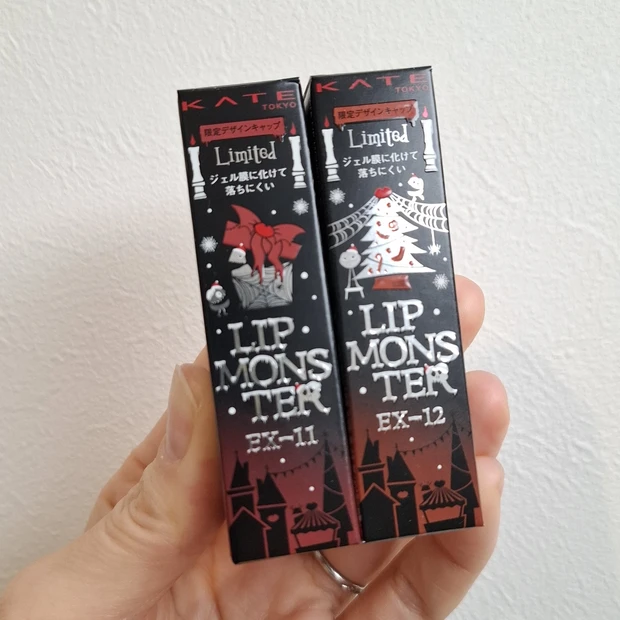 KATE
TOKYO
限定デザインキャップ
Limited
ジェル膜に化けて
落ちにくい
LIP
MONS
TER
EX-11
KATE
TOKYO
限定デザインキャップ
Limited
ジェル膜に化けて
落ちにくい
LIP
MONS
TER
EX-12